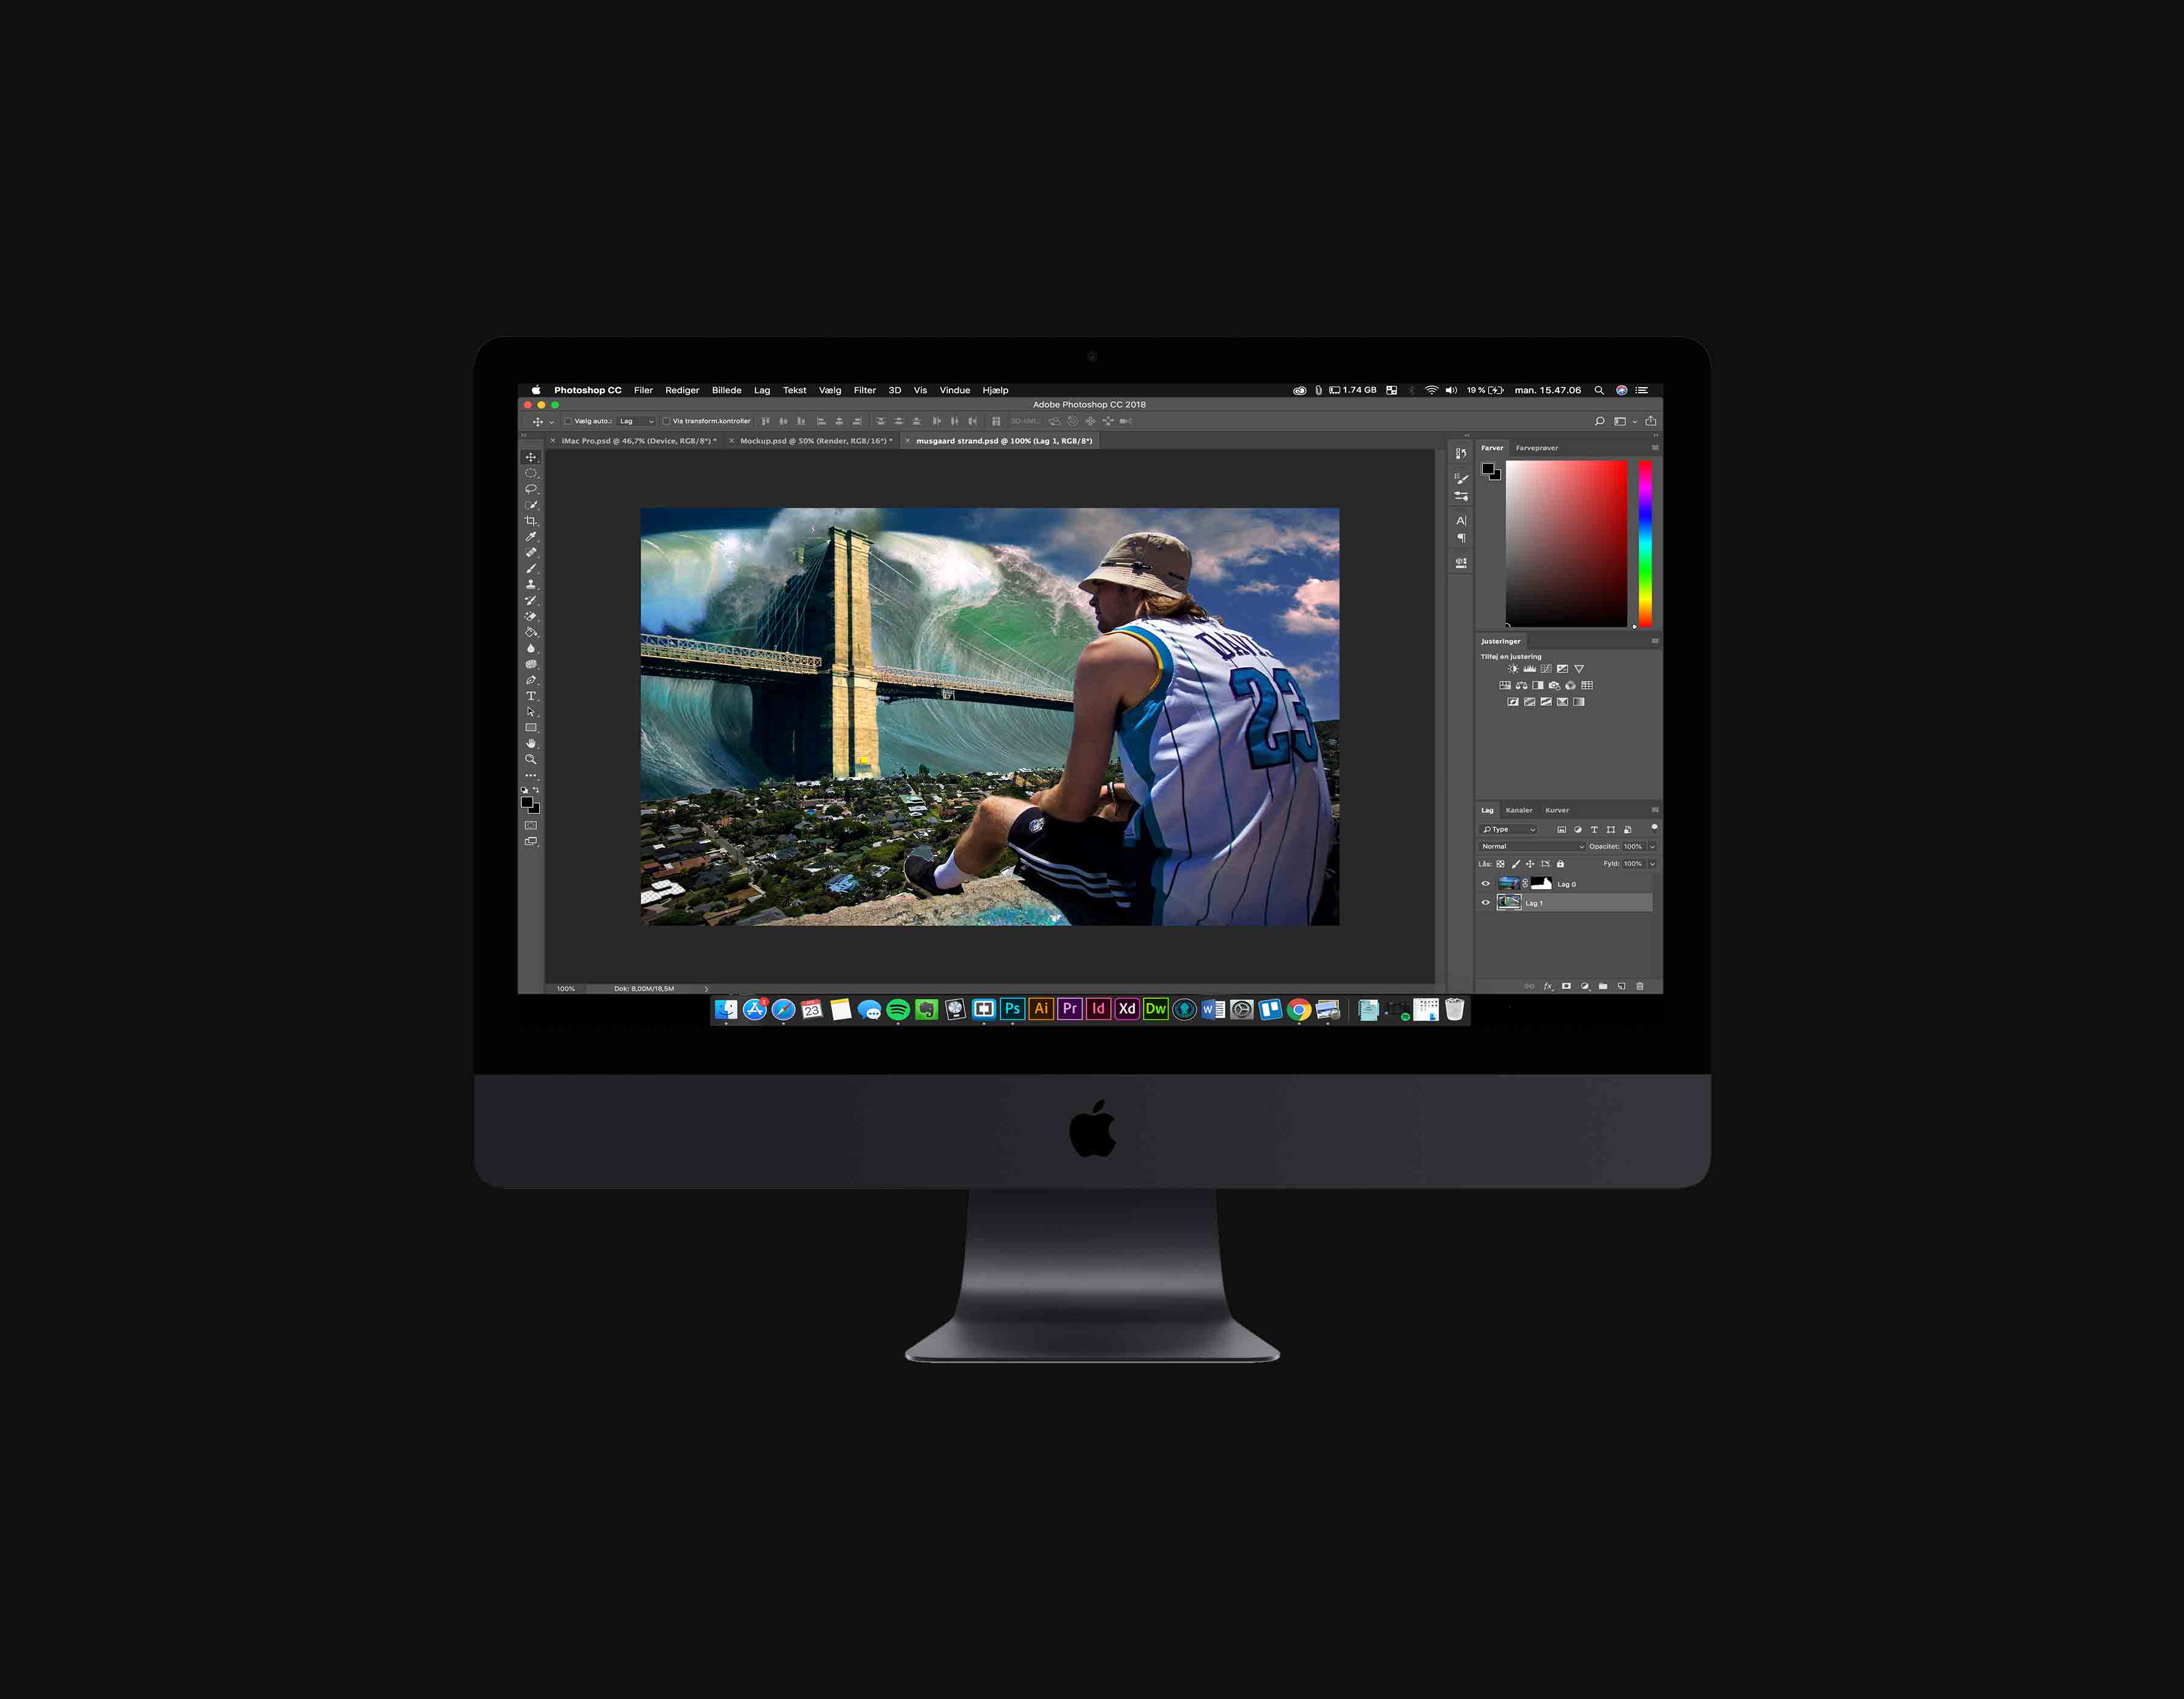 Photoshop CC Filer Rediger Billede Lag Tekst Vælg Filter 3D Vis Vindue Hjælp 1.74 GB 19 % man. 15.47.06
Adobe Photoshop CC 2018
Vælg auto.: Lag Vis transform.kontroller 3D-tilst.:
iMac Pro.psd @ 46,7% (Device, RGB/8*) * Mockup.psd @ 50% (Render, RGB/16*) * musgaard strand.psd @ 100% (Lag 1, RGB/8*)
Farver Farveprøver
23
Justeringer
Tilføj en justering
Lag Kanaler Kurver
Type
Normal Opacitet: 100%
Lås: Fyld: 100%
Lag 0
Lag 1
100% Dok: 8,00M/18,5M
23 Ps Ai Pr Id Xd Dw W